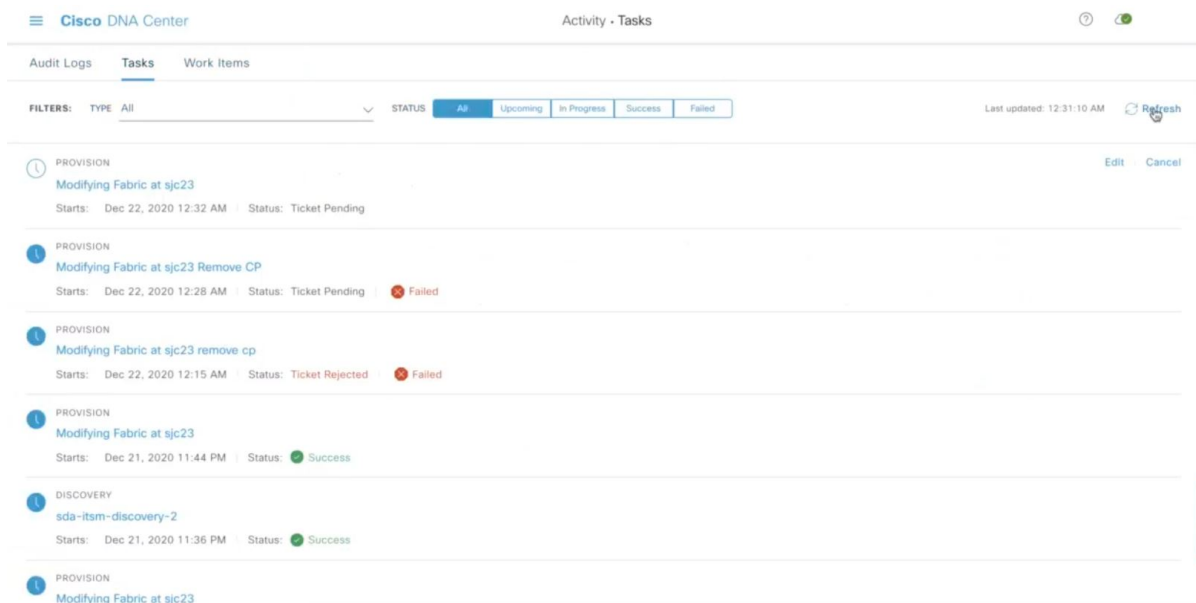 Cisco DNA Center
Activity • Tasks
Audit Logs Tasks Work Items
FILTERS: TYPE All STATUS All Upcoming In Progress Success Failed Last updated: 12:31:10 AM Refresh
PROVISION Edit Cancel
Modifying Fabric at sjc23
Starts: Dec 22, 2020 12:32 AM Status: Ticket Pending
PROVISION
Modifying Fabric at sjc23 Remove CP
Starts: Dec 22, 2020 12:28 AM Status: Ticket Pending Failed
PROVISION
Modifying Fabric at sjc23 remove cp
Starts: Dec 22, 2020 12:15 AM Status: Ticket Rejected Failed
PROVISION
Modifying Fabric at sjc23
Starts: Dec 21, 2020 11:44 PM Status: Success
DISCOVERY
sda-itsm-discovery-2
Starts: Dec 21, 2020 11:36 PM Status: Success
PROVISION
Modifying Fabric at sjc23